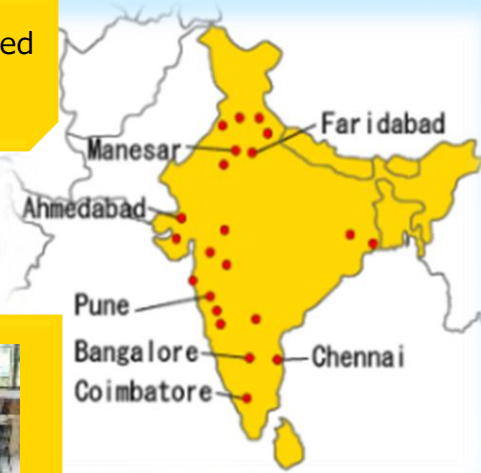 ed
Faridabad
Manesar
Ahmedabad
Pune
Bangalore
Chennai
Coimbatore